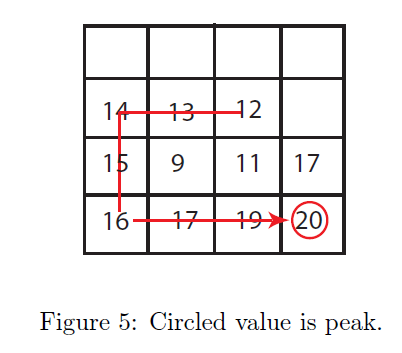 14 13 12
15 9 11 17
16 17 19 20
Figure 5: Circled value is peak.